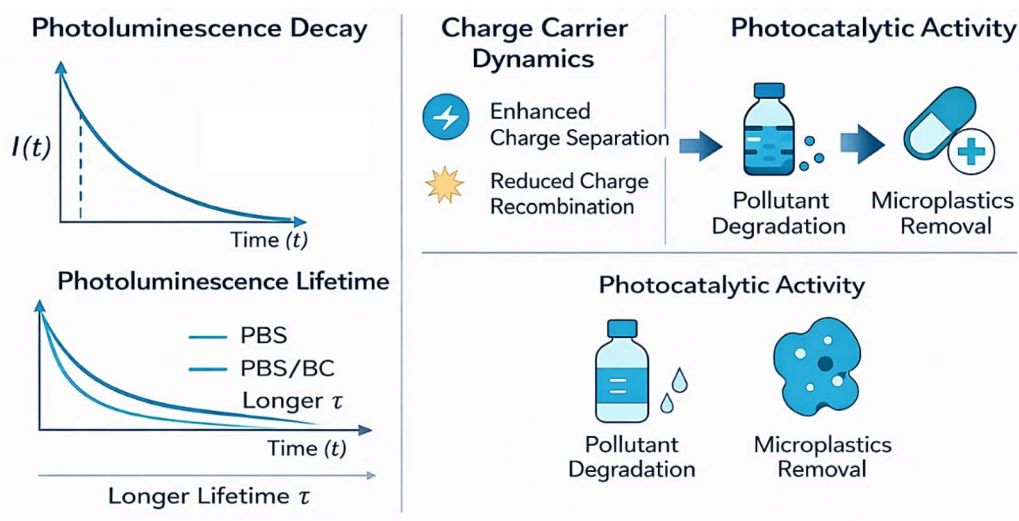 Photoluminescence Decay
I(t)
Time (t)
Photoluminescence Lifetime
PBS
PBS/BC
Longer τ
Time (t)
Longer Lifetime τ
Charge Carrier
Dynamics
Enhanced
Charge Separation
Reduced Charge
Recombination
Photocatalytic Activity
Pollutant
Degradation
Microplastics
Removal
Photocatalytic Activity
Pollutant
Degradation
Microplastics
Removal